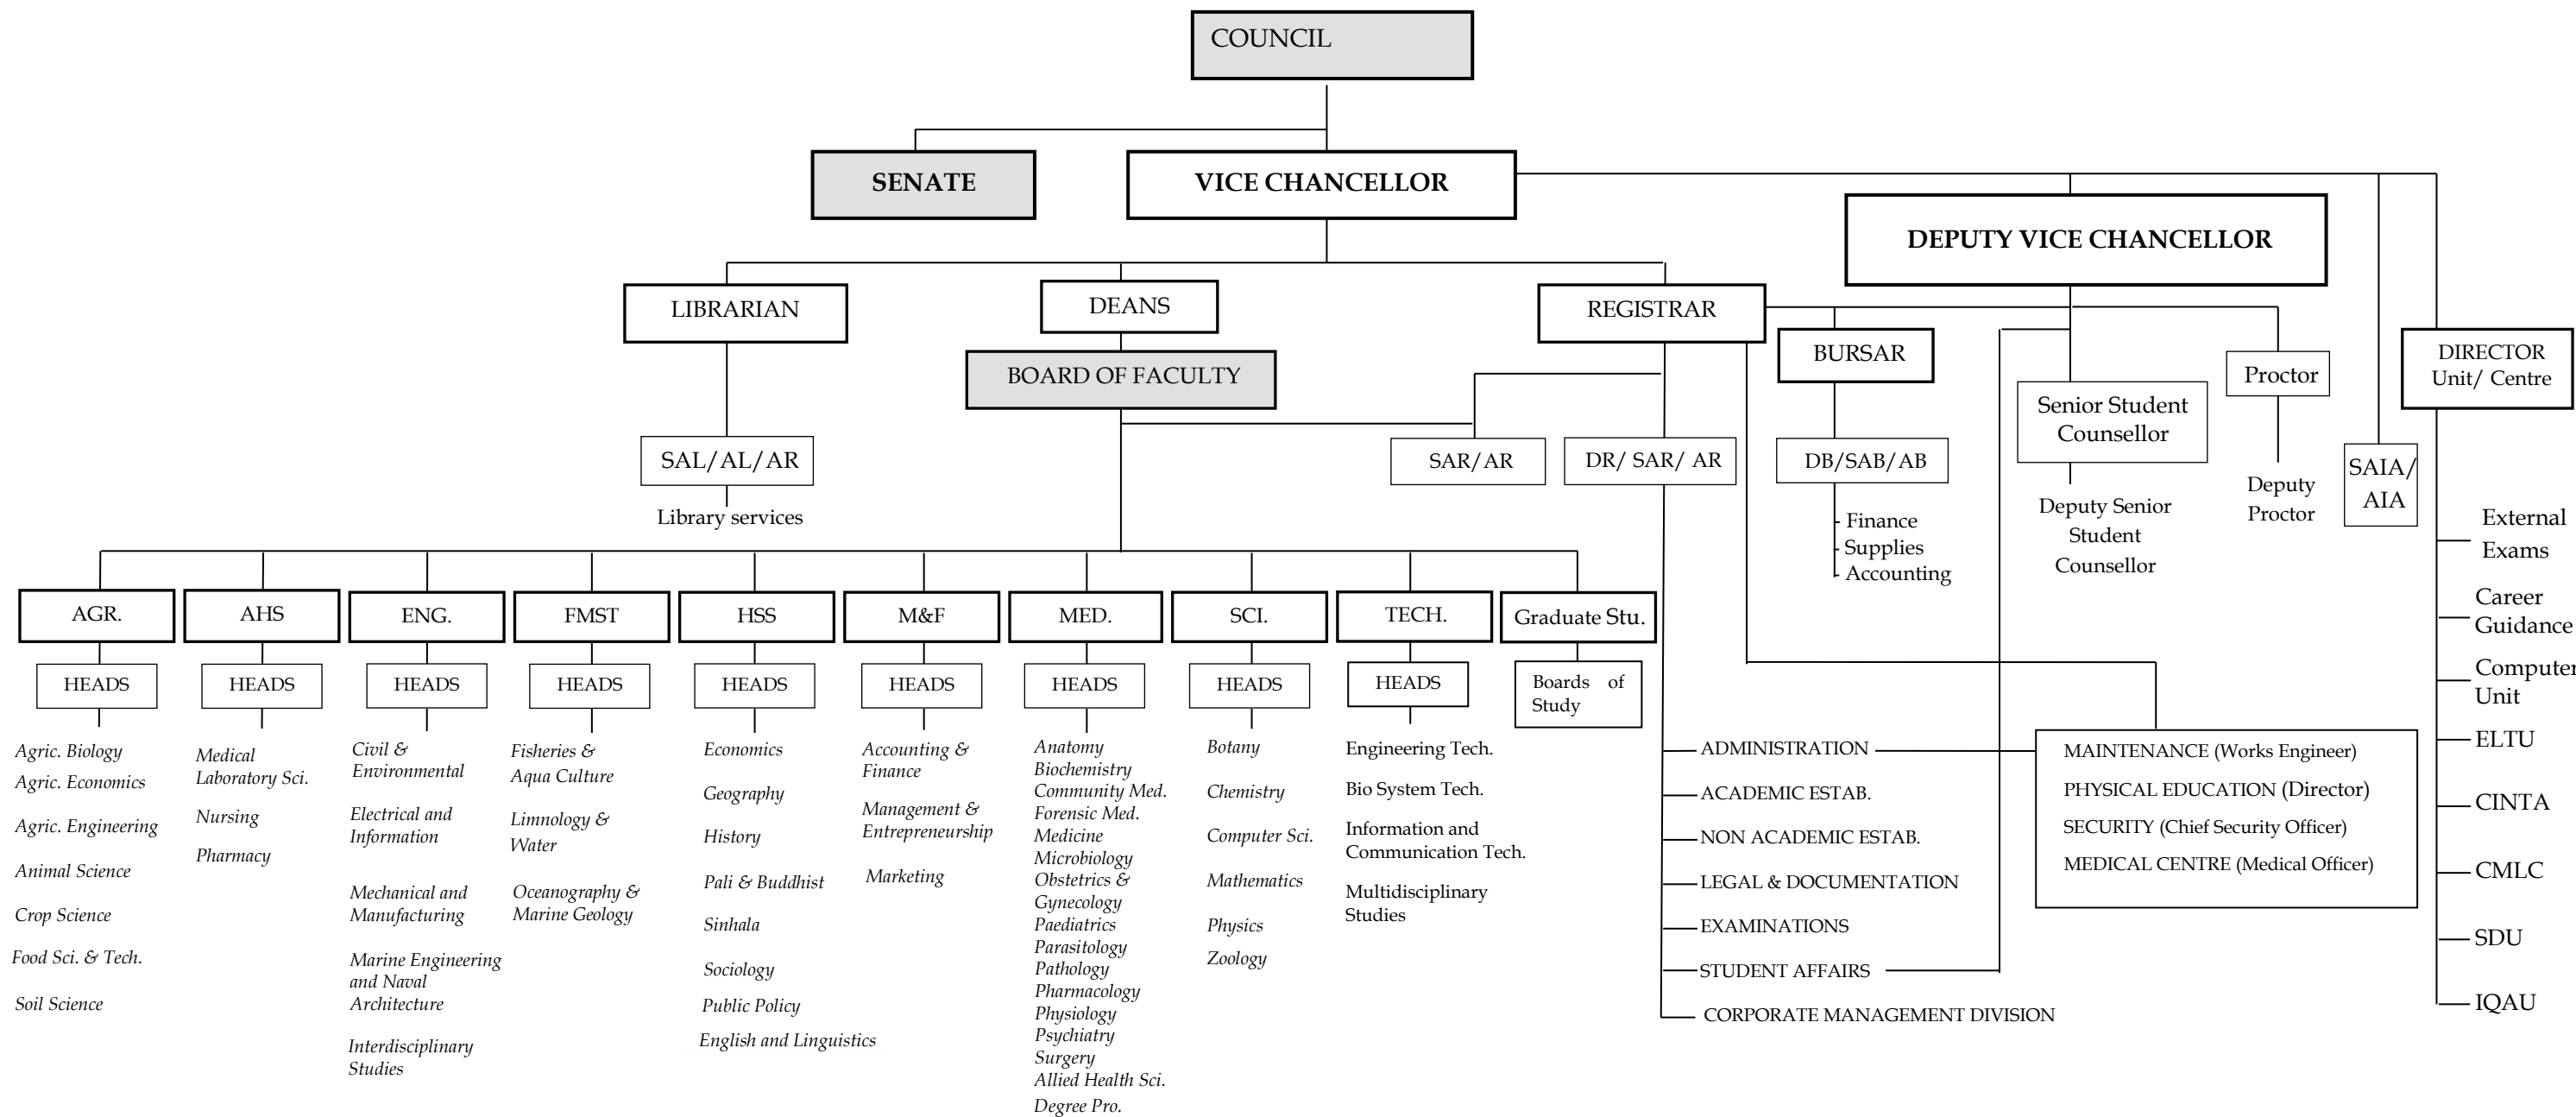 COUNCIL
SENATE
VICE CHANCELLOR
DEPUTY VICE CHANCELLOR
LIBRARIAN
DEANS
REGISTRAR
BOARD OF FACULTY
BURSAR
Proctor
DIRECTOR
Unit/ Centre
Senior Student
Counsellor
SAL/AL/AR
SAR/AR
DR/ SAR/ AR
DB/SAB/AB
SAIA/
AIA
Library services
Finance
Supplies
Accounting
Deputy Senior
Student
Counsellor
Deputy
Proctor
External
Exams
Career
Guidance
Computer
Unit
ELTU
CINTA
CMLC
SDU
IQAU
AGR.
AHS
ENG.
FMST
HSS
M&F
MED.
SCI.
TECH.
Graduate Stu.
HEADS
HEADS
HEADS
HEADS
HEADS
HEADS
HEADS
HEADS
HEADS
Boards of
Study
Agric. Biology
Agric. Economics
Agric. Engineering
Animal Science
Crop Science
Food Sci. & Tech.
Soil Science
Medical
Laboratory Sci.
Nursing
Pharmacy
Civil &
Environmental
Electrical and
Information
Mechanical and
Manufacturing
Marine Engineering
and Naval
Architecture
Interdisciplinary
Studies
Fisheries &
Aqua Culture
Limnology &
Water
Oceanography &
Marine Geology
Economics
Geography
History
Pali & Buddhist
Sinhala
Sociology
Public Policy
English and Linguistics
Accounting &
Finance
Management &
Entrepreneurship
Marketing
Anatomy
Biochemistry
Community Med.
Forensic Med.
Medicine
Microbiology
Obstetrics &
Gynecology
Paediatrics
Parasitology
Pathology
Pharmacology
Physiology
Psychiatry
Surgery
Allied Health Sci.
Degree Pro.
Botany
Chemistry
Computer Sci.
Mathematics
Physics
Zoology
Engineering Tech.
Bio System Tech.
Information and
Communication Tech.
Multidisciplinary
Studies
ADMINISTRATION
ACADEMIC ESTAB.
NON ACADEMIC ESTAB.
LEGAL & DOCUMENTATION
EXAMINATIONS
STUDENT AFFAIRS
CORPORATE MANAGEMENT DIVISION
MAINTENANCE (Works Engineer)
PHYSICAL EDUCATION (Director)
SECURITY (Chief Security Officer)
MEDICAL CENTRE (Medical Officer)